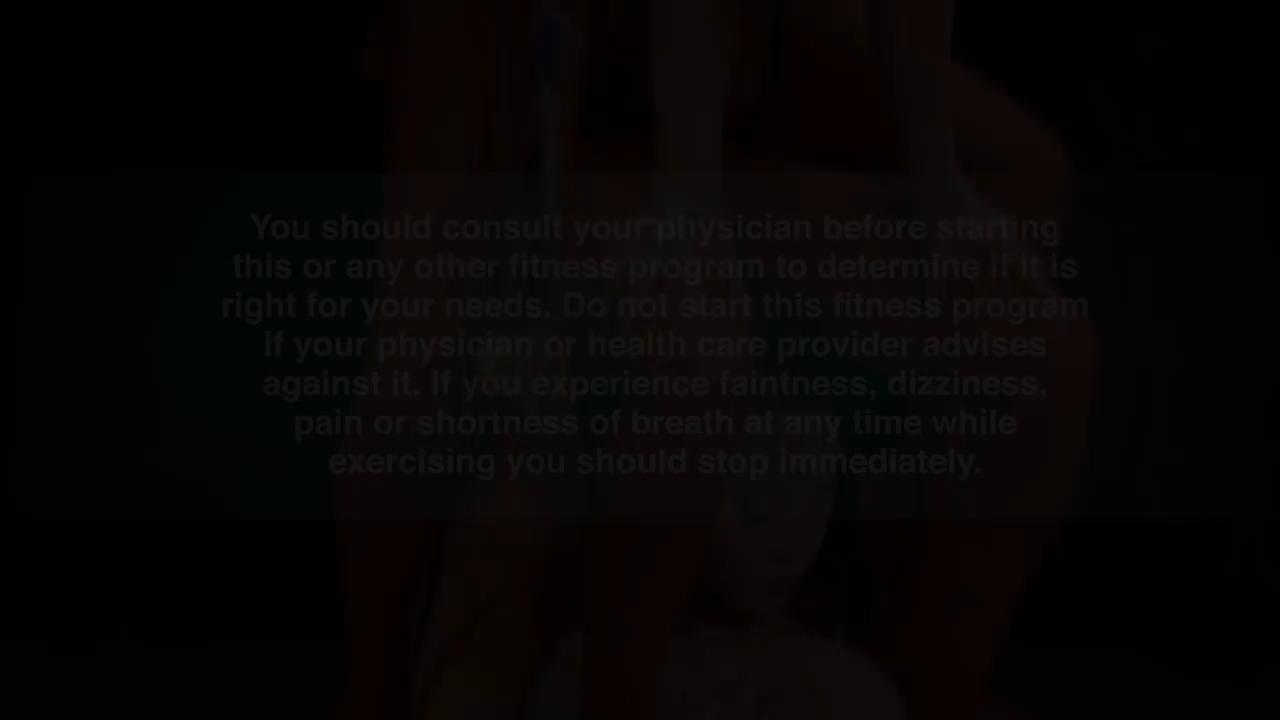 You should consult your physician before starting
this or any other fitness program to determine if it is
right for your needs. Do not start this fitness program
if your physician or health care provider advises
against it. If you experience faintness, dizziness,
pain or shortness of breath at any time while
exercising you should stop immediately.